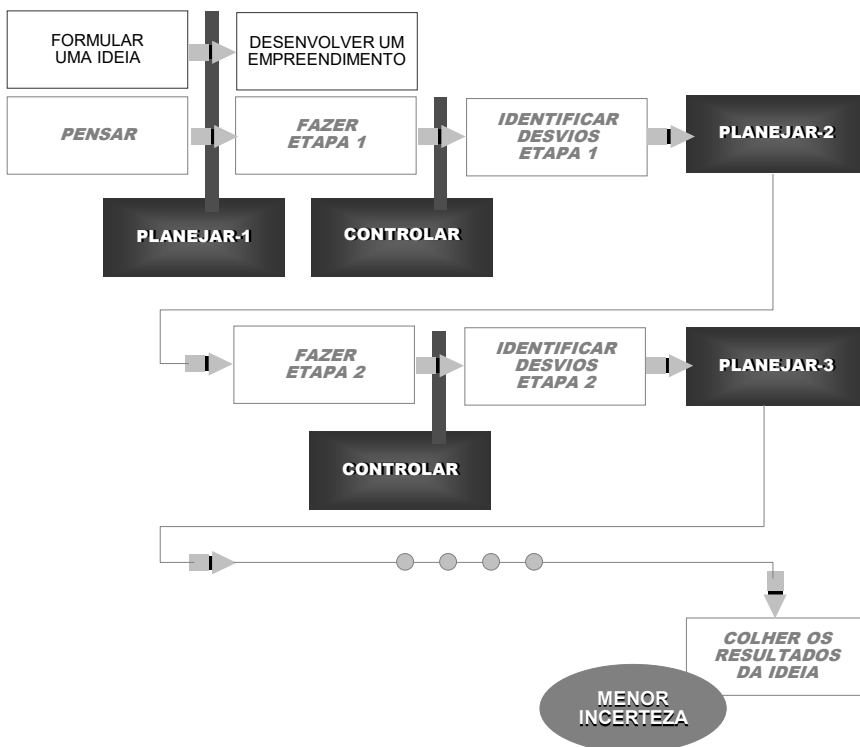 FORMULAR
UMA IDEIA
DESENVOLVER UM
EMPREENDIMENTO
PENSAR
FAZER
ETAPA 1
IDENTIFICAR
DESVIOS
ETAPA 1
PLANEJAR-2
PLANEJAR-1
CONTROLAR
FAZER
ETAPA 2
IDENTIFICAR
DESVIOS
ETAPA 2
PLANEJAR-3
CONTROLAR
COLHER OS
RESULTADOS
DA IDEIA
MENOR
INCERTEZA